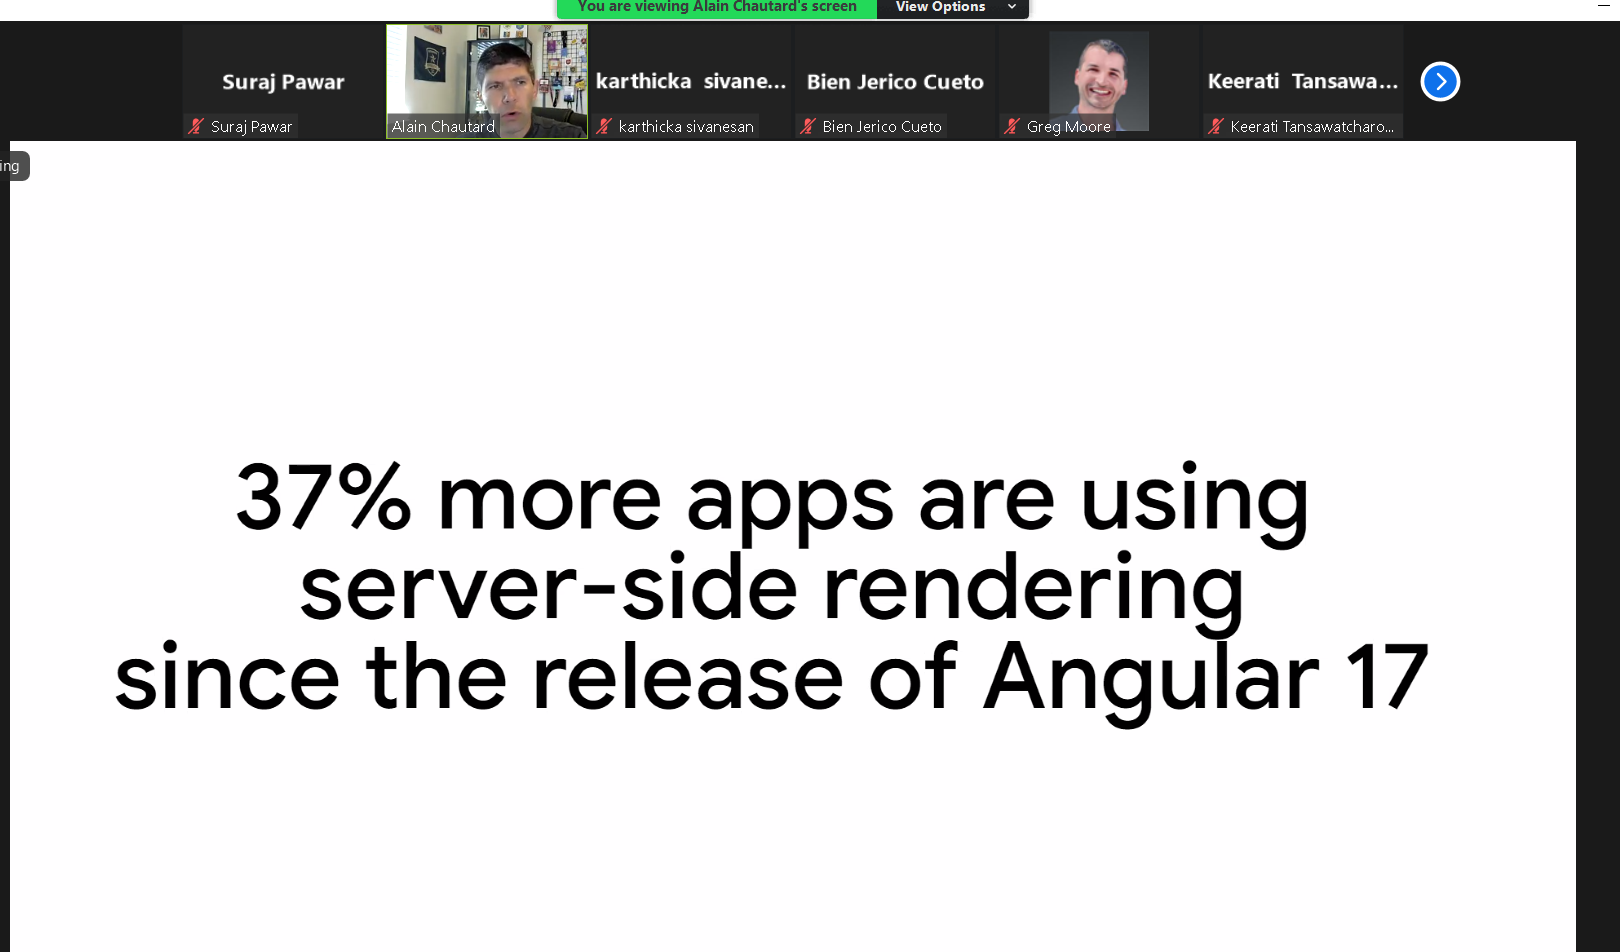 You are viewing Alain Chautard's screen View Options
Suraj Pawar
karthicka sivane...
Bien Jerico Cueto
Keerati Tansawa...
Suraj Pawar
Alain Chautard
karthicka sivanesan
Bien Jerico Cueto
Greg Moore
Keerati Tansawatcharo...
ing
37% more apps are using
server-side rendering
since the release of Angular 17